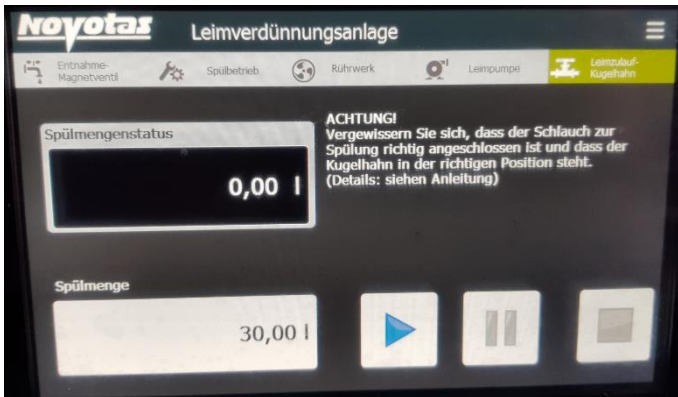 Noyotas
Leimverdünnungsanlage
Entnahme-
Magnetventil
Spülbetrieb
Rührwerk
Leimpumpe
Leimzulauf-
Kugelhahn
Spülmengenstatus
0,00 l
ACHTUNG!
Vergewissern Sie sich, dass der Schlauch zur
Spülung richtig angeschlossen ist und dass der
Kugelhahn in der richtigen Position steht.
(Details: siehen Anleitung)
Spülmenge
30,00 l